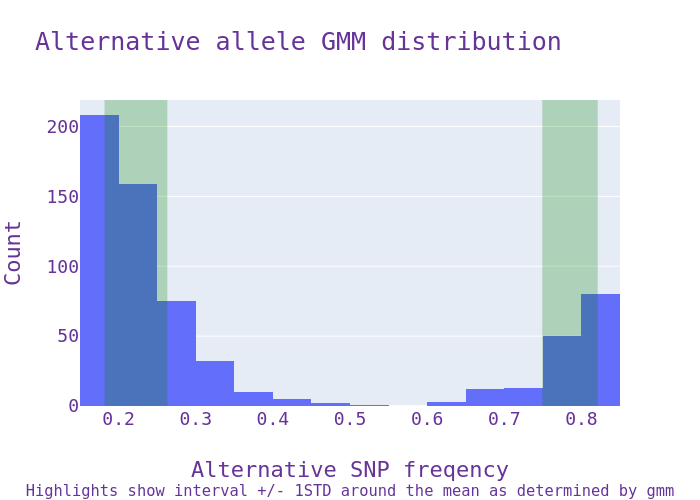 Alternative allele GMM distribution
Count
200
150
100
50
0
0.2 0.3 0.4 0.5 0.6 0.7 0.8
Alternative SNP freqency
Highlights show interval +/- 1STD around the mean as determined by gmm